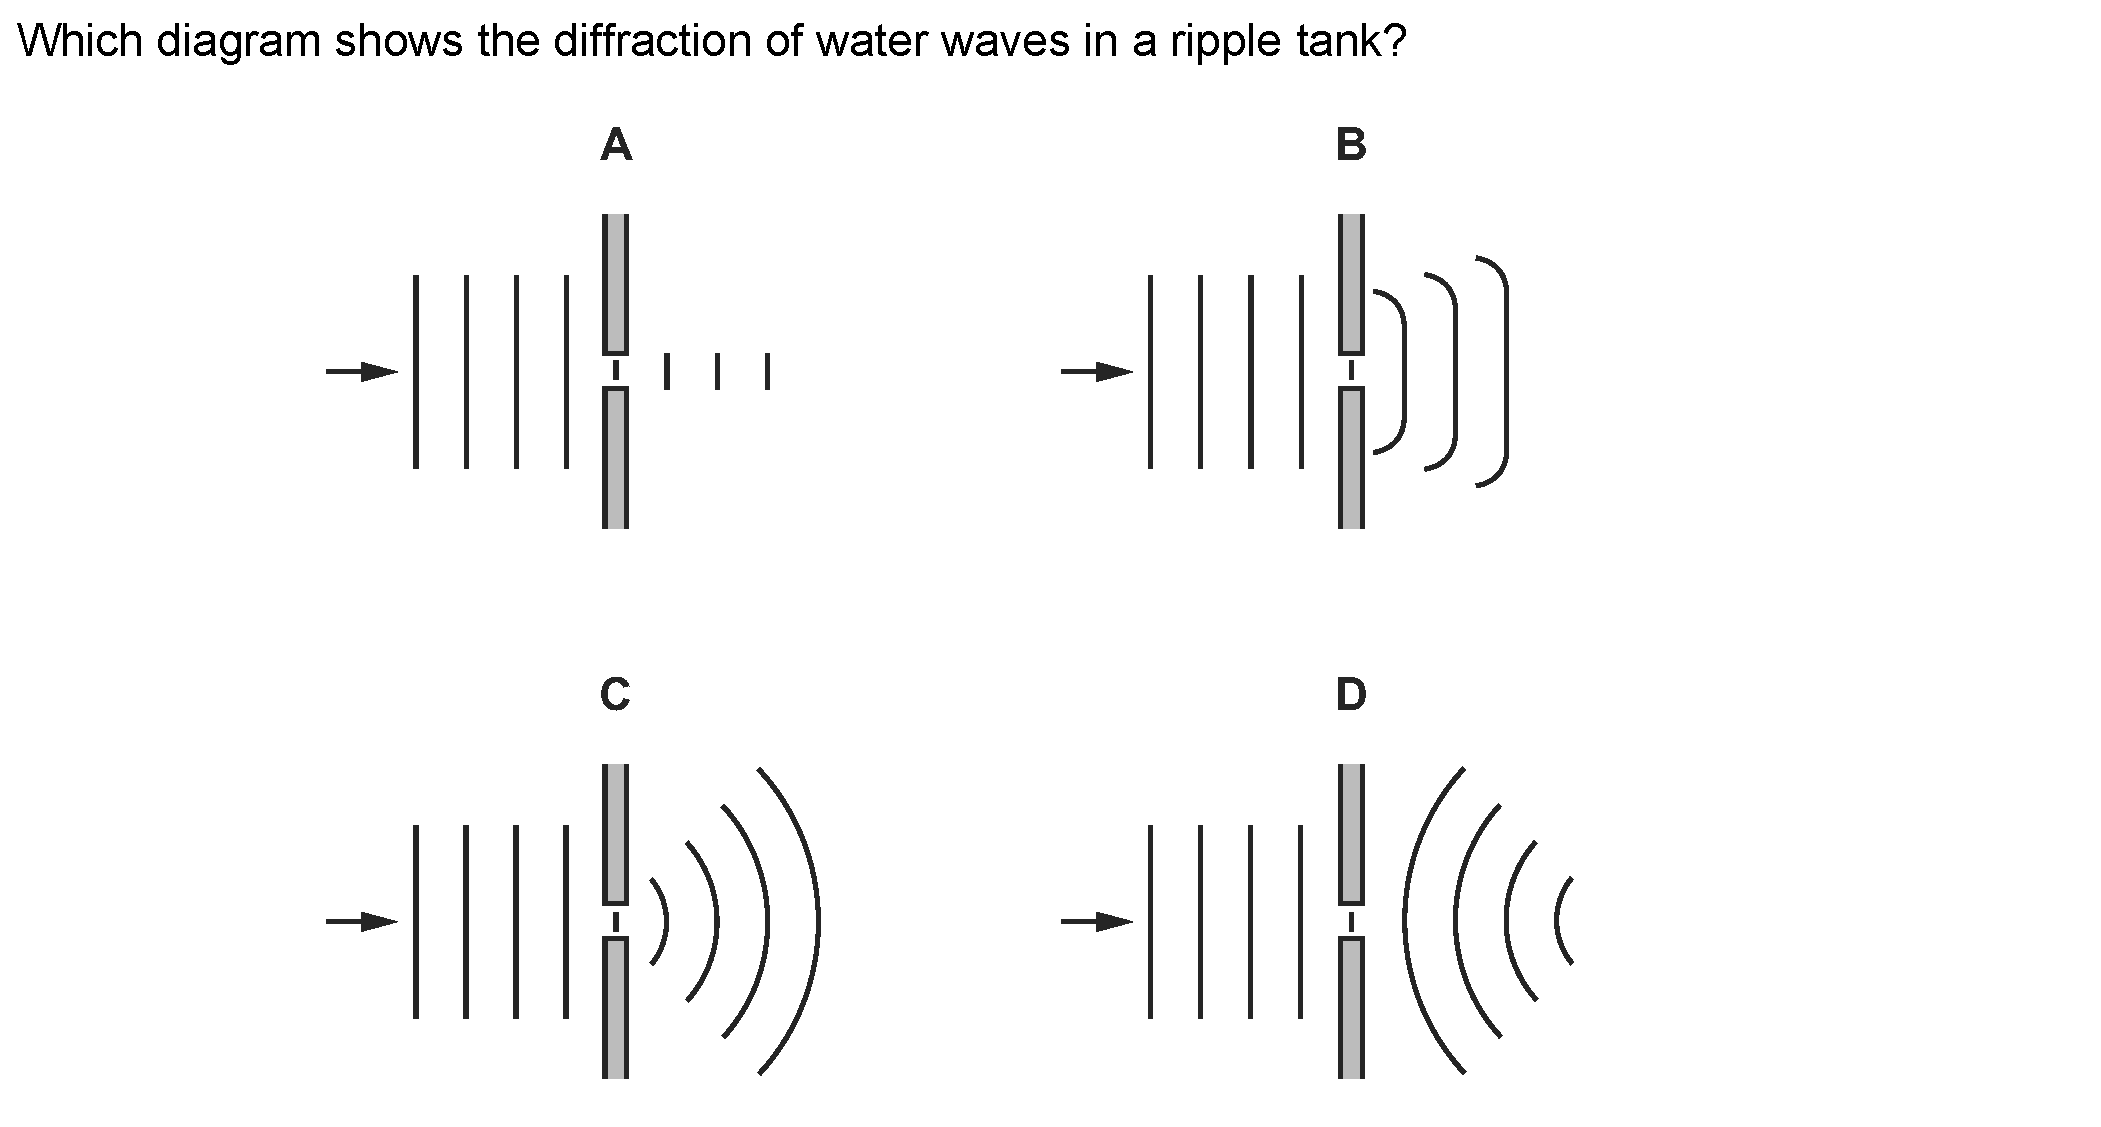 Which diagram shows the diffraction of water waves in a ripple tank?
A
B
C
D